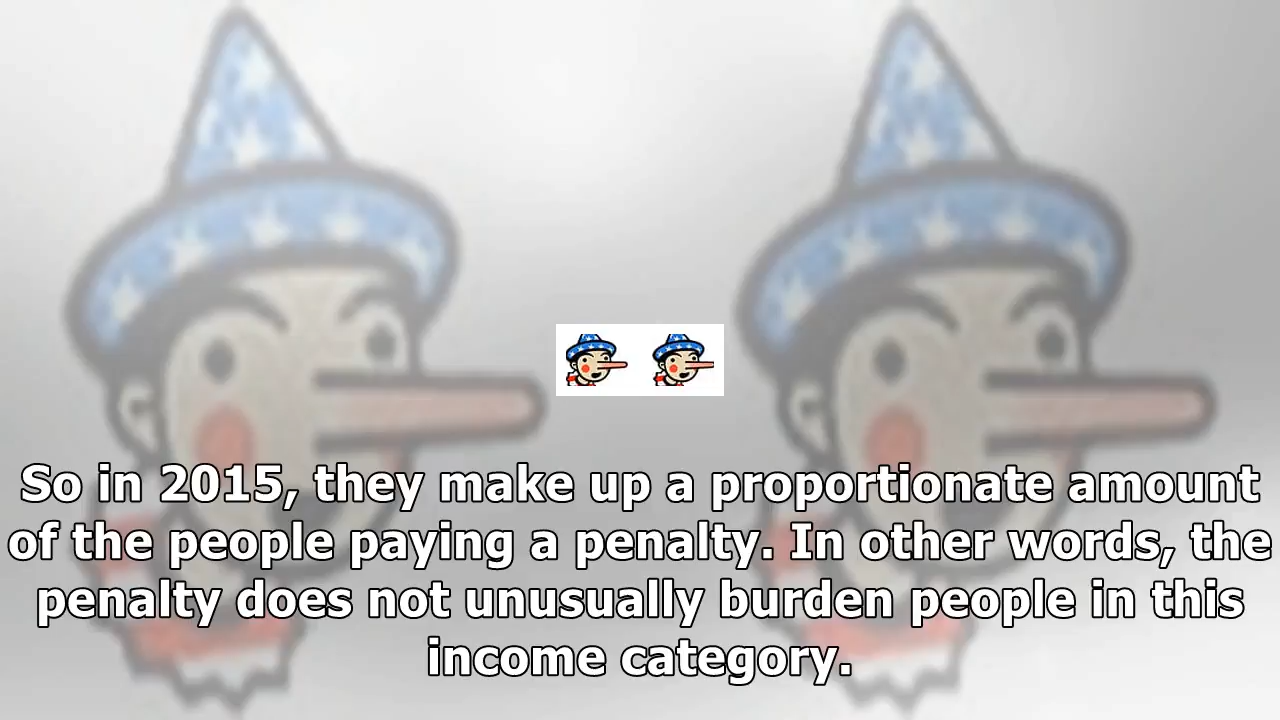 So in 2015, they make up a proportionate amount
of the people paying a penalty. In other words, the
penalty does not unusually burden people in this
income category.